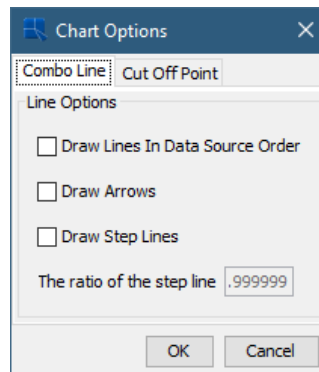 Chart Options
Combo Line Cut Off Point
Line Options
Draw Lines In Data Source Order
Draw Arrows
Draw Step Lines
The ratio of the step line .999999
OK Cancel